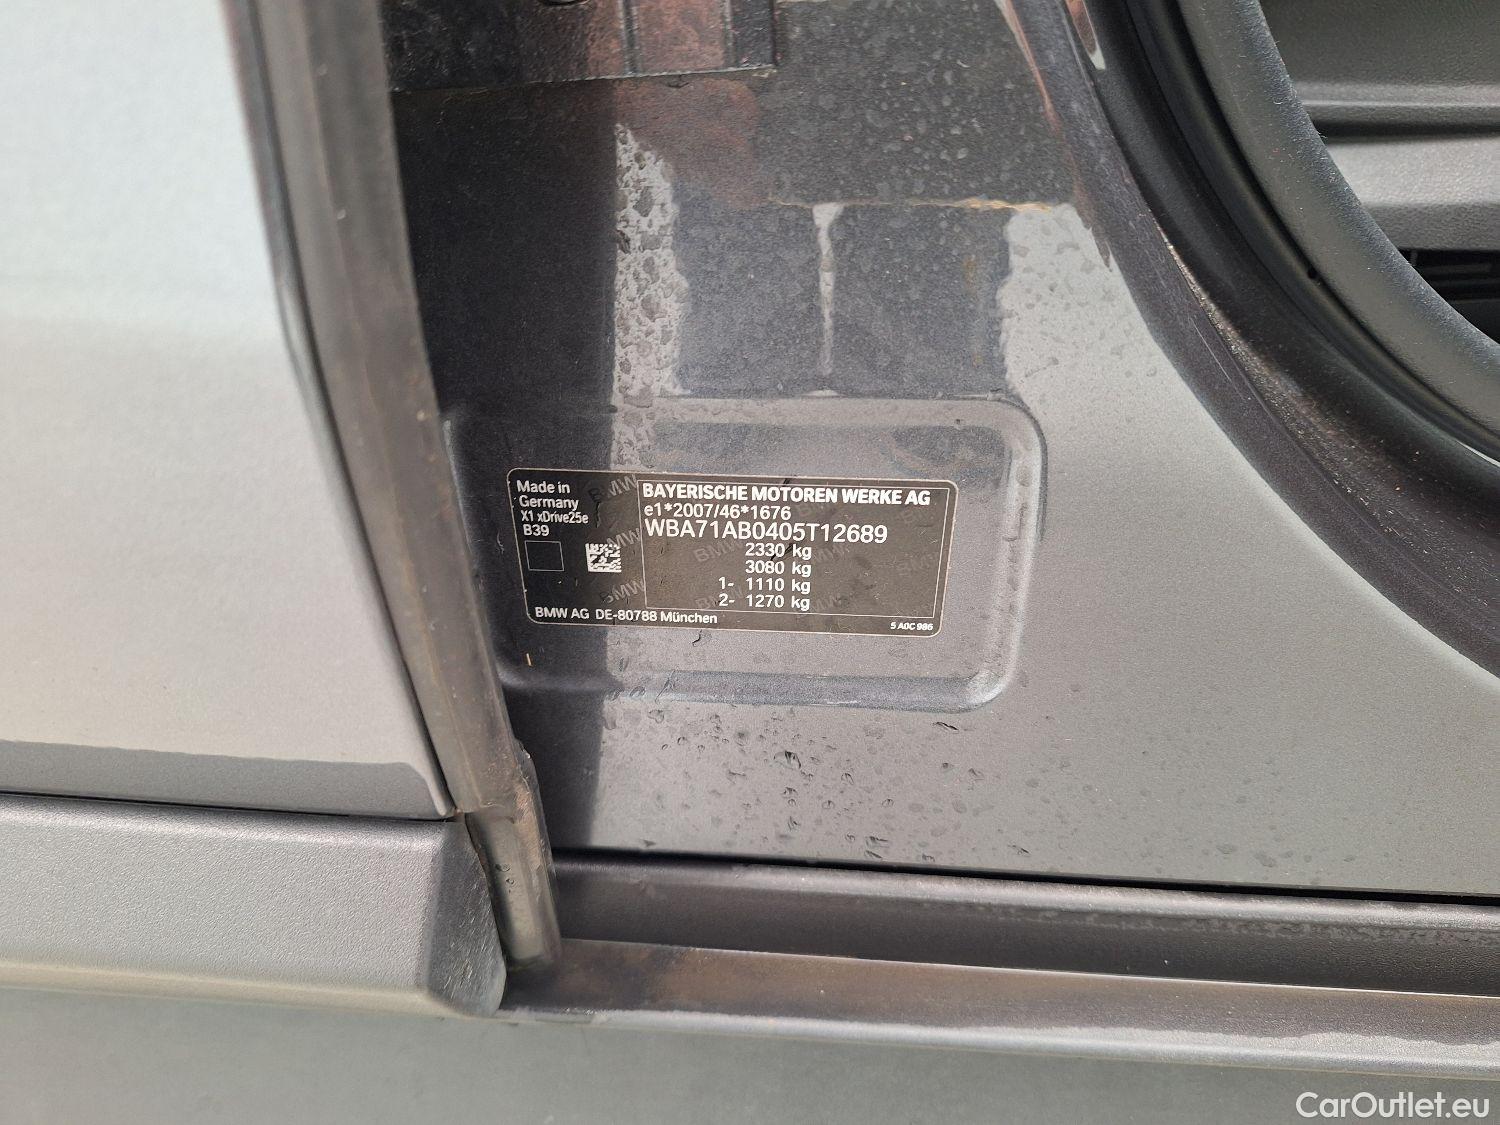 Made in
Germany
X1 xDrive25e
B39
BAYERISCHE MOTOREN WERKE AG
e1*2007/46*1676
WBA71AB0405T12689
2330 kg
3080 kg
1- 1110 kg
2- 1270 kg
BMW AG DE-80788 München
5 A0C 986
CarOutlet.eu